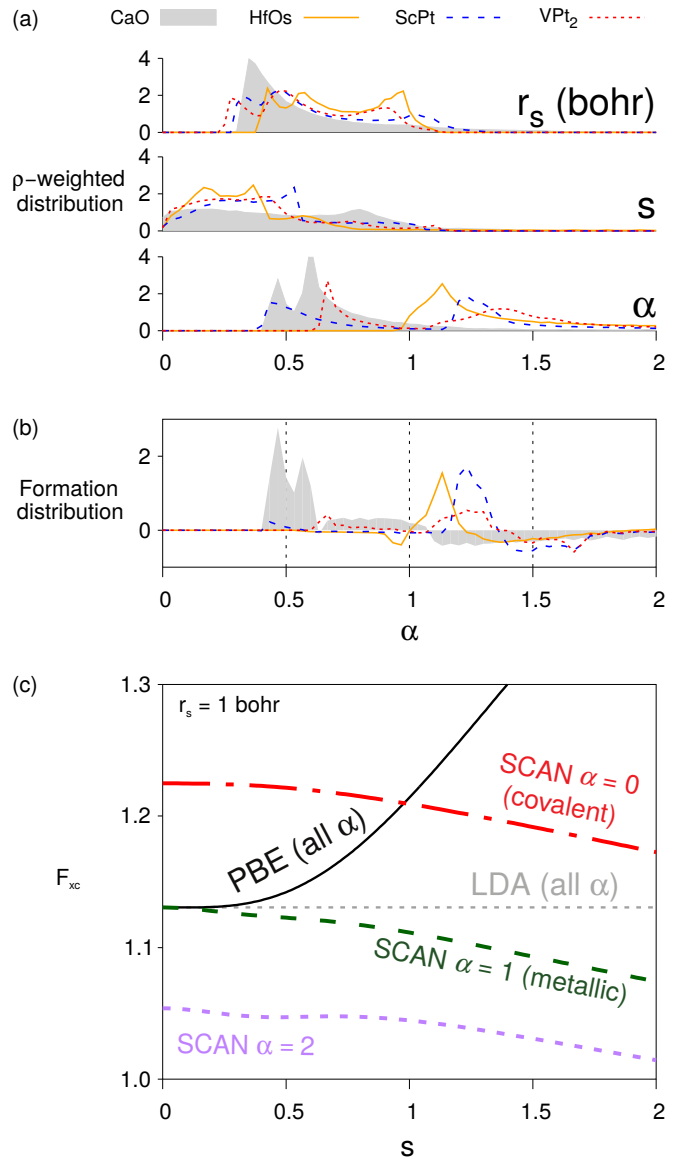 (a)
CaO HfOs ScPt VPt₂
4
2
0
r_s (bohr)
ρ−weighted
distribution
4
2
0
s
4
2
0
α
0 0.5 1 1.5 2
(b)
Formation
distribution
2
0
0 0.5 1 1.5 2
α
(c)
1.3
r_s = 1 bohr
SCAN α = 0
(covalent)
1.2
PBE (all α)
F_xc
LDA (all α)
1.1
SCAN α = 1 (metallic)
SCAN α = 2
1.0
0 0.5 1 1.5 2
s